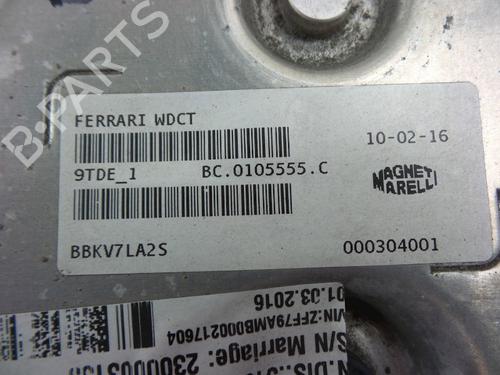 FERRARI WDCT
10-02-16
9TDE_1 BC.0105555.C
MAGNETI
MARELLI
BBKV7LA2S 000304001
01.03.2016
VIN:ZFF79AMB000217604
S/N Marriage:
B-PARTS